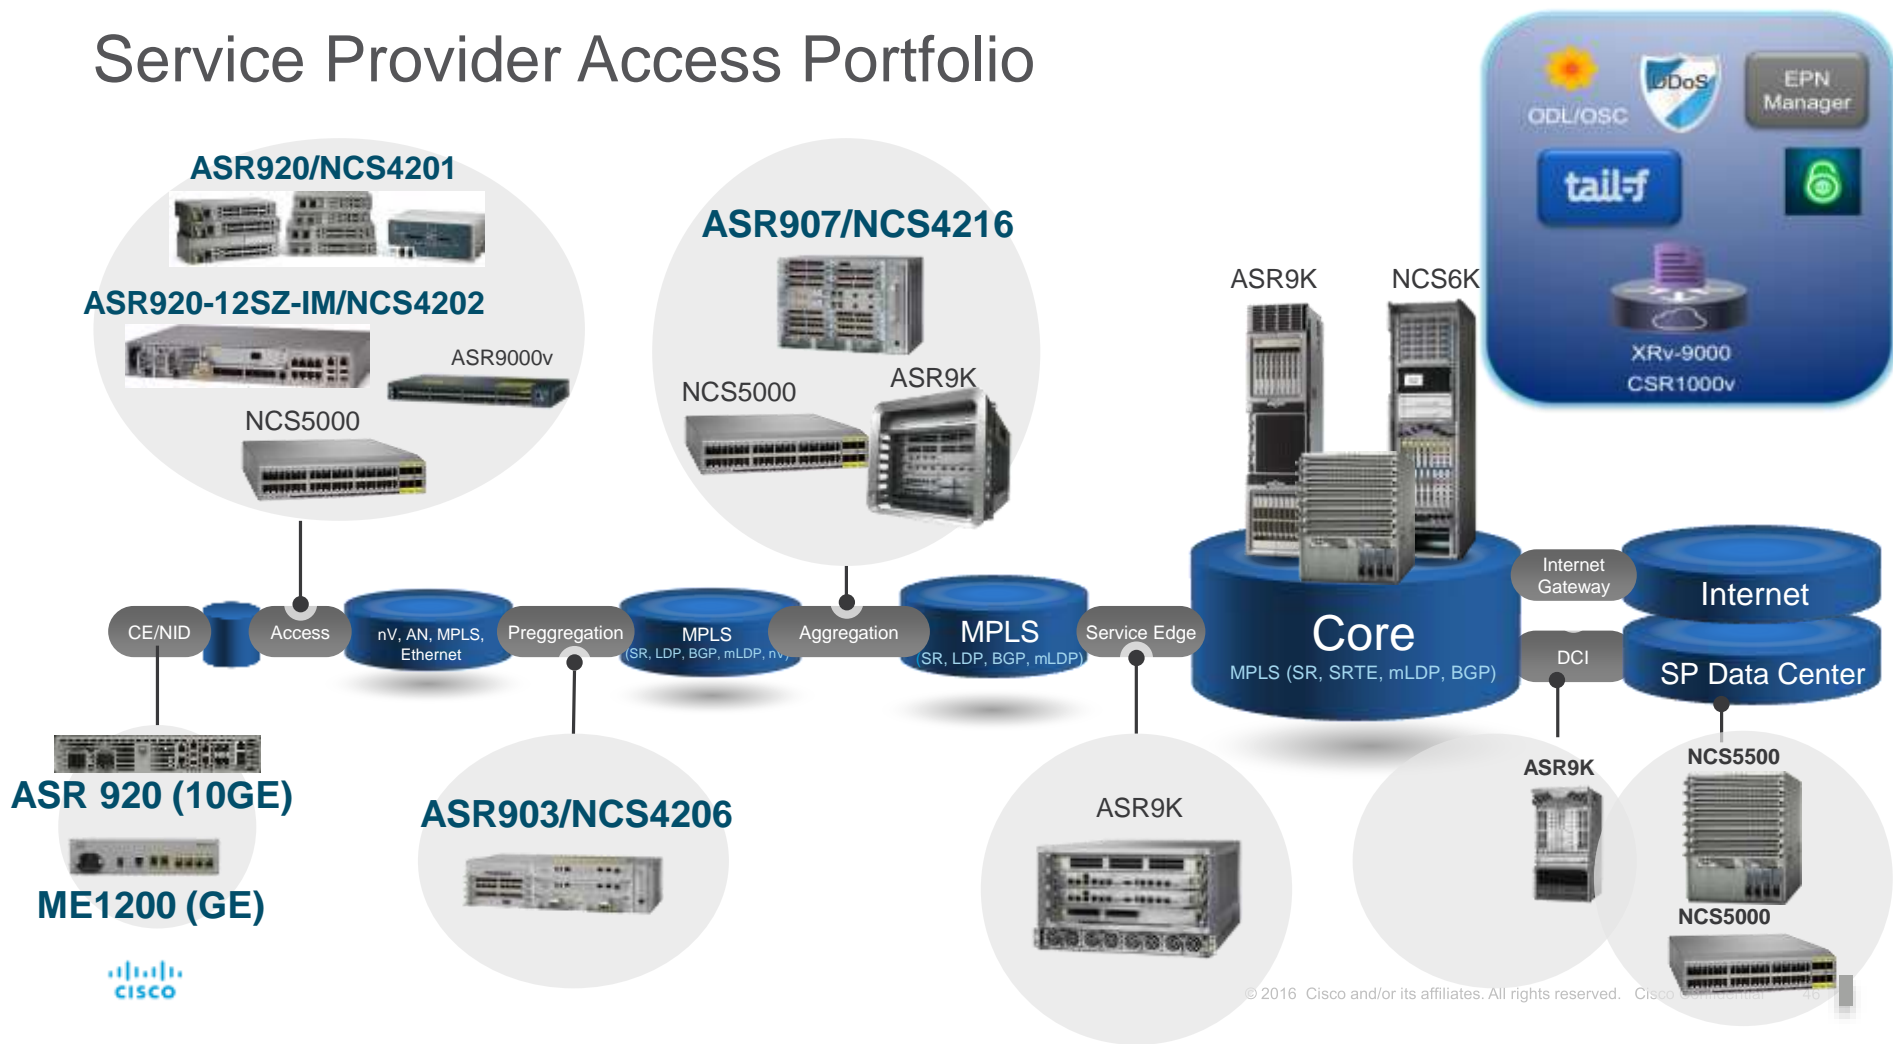 Service Provider Access Portfolio
ODL/OSC
DDoS
EPN
Manager
tail-f
XRv-9000
CSR1000v
ASR920/NCS4201
ASR920-12SZ-IM/NCS4202
ASR9000v
NCS5000
ASR907/NCS4216
NCS5000
ASR9K
ASR9K
NCS6K
CE/NID
Access
nV, AN, MPLS,
Ethernet
Preggregation
MPLS
(SR, LDP, BGP, mLDP, nV)
Aggregation
MPLS
(SR, LDP, BGP, mLDP)
Service Edge
Core
MPLS (SR, SRTE, mLDP, BGP)
Internet
Gateway
DCI
Internet
SP Data Center
ASR 920 (10GE)
ME1200 (GE)
ASR903/NCS4206
ASR9K
ASR9K
NCS5500
NCS5000
CISCO
© 2016 Cisco and/or its affiliates. All rights reserved. Cisco Confidential